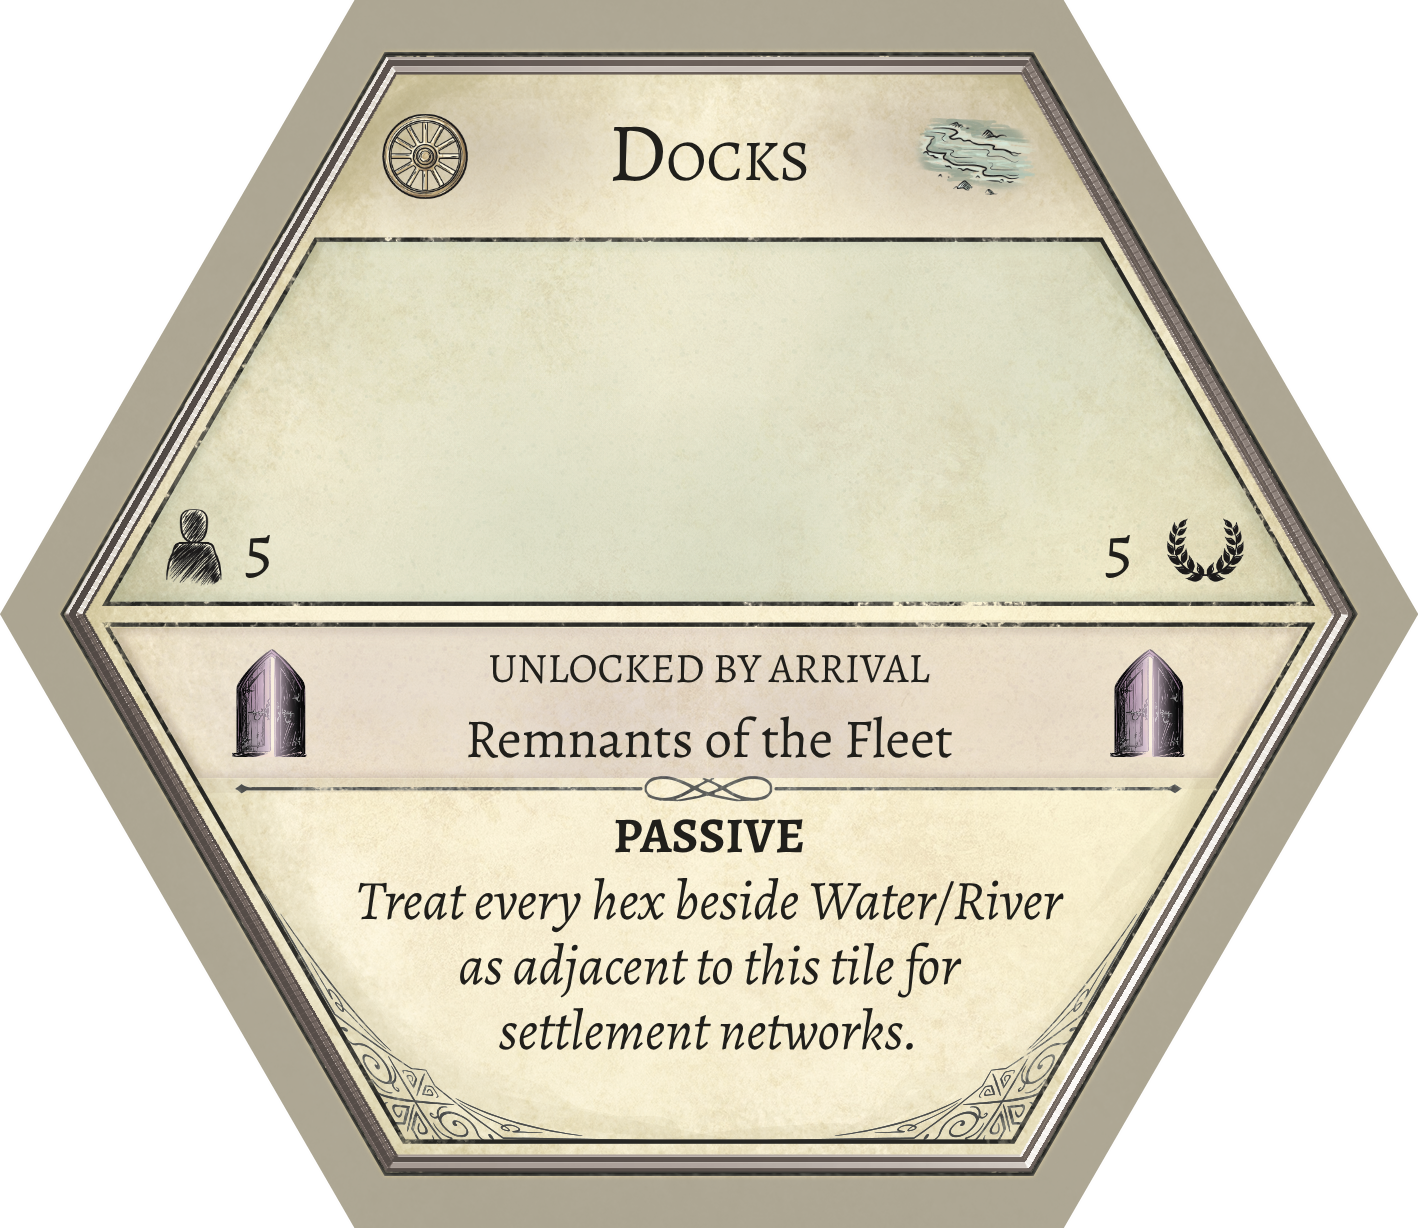 Docks
5
5
UNLOCKED BY ARRIVAL
Remnants of the Fleet
PASSIVE
Treat every hex beside Water/River
as adjacent to this tile for
settlement networks.